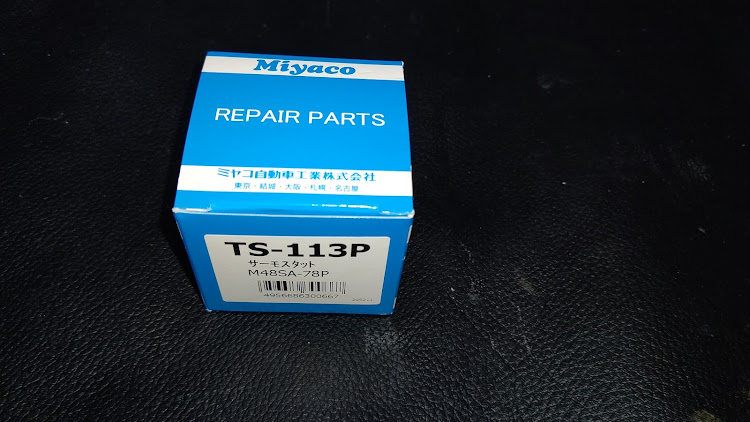 Miyaco
REPAIR PARTS
ミヤコ自動車工業株式会社
東京・結城・大阪・札幌・名古屋
TS-113P
サーモスタット
M48SA-78P
4956686300667